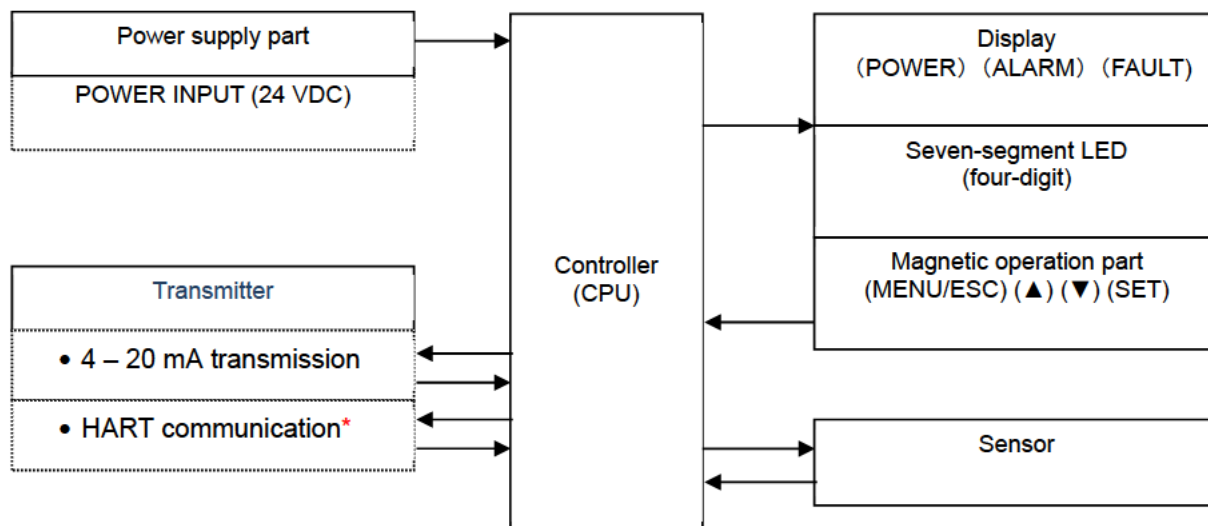 Power supply part
POWER INPUT (24 VDC)
Transmitter
• 4 – 20 mA transmission
• HART communication*
Controller
(CPU)
Display
（POWER）（ALARM）（FAULT)
Seven-segment LED
(four-digit)
Magnetic operation part
(MENU/ESC) (▲) (▼) (SET)
Sensor